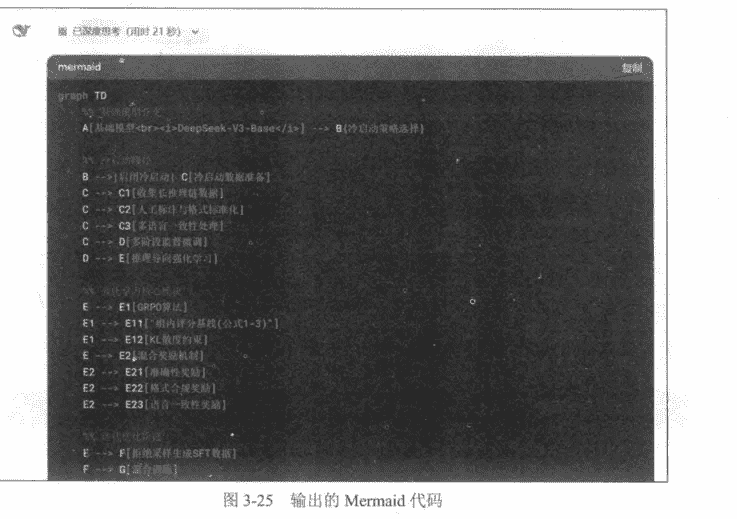 已深度思考 (用时 21 秒)
mermaid 复制
graph TD
A[基础模型<br><i>DeepSeek-V3-Base</i>] --> B{冷启动策略选择}
B -->|启用冷启动| C[冷启动数据准备]
C --> C1[收集长推理链数据]
C --> C2[人工标注与格式标准化]
C --> C3[多语言一致性处理]
C --> D[多阶段监督微调]
D --> E[推理导向强化学习]
E --> E1[GRPO算法]
E1 --> E11["组内评分基线(公式1-3)"]
E1 --> E12[KL散度约束]
E --> E2[混合奖励机制]
E2 --> E21[准确性奖励]
E2 --> E22[格式合规奖励]
E2 --> E23[语言一致性奖励]
E --> F[拒绝采样生成SFT数据]
F --> G[混合训练]
图 3-25 输出的 Mermaid 代码